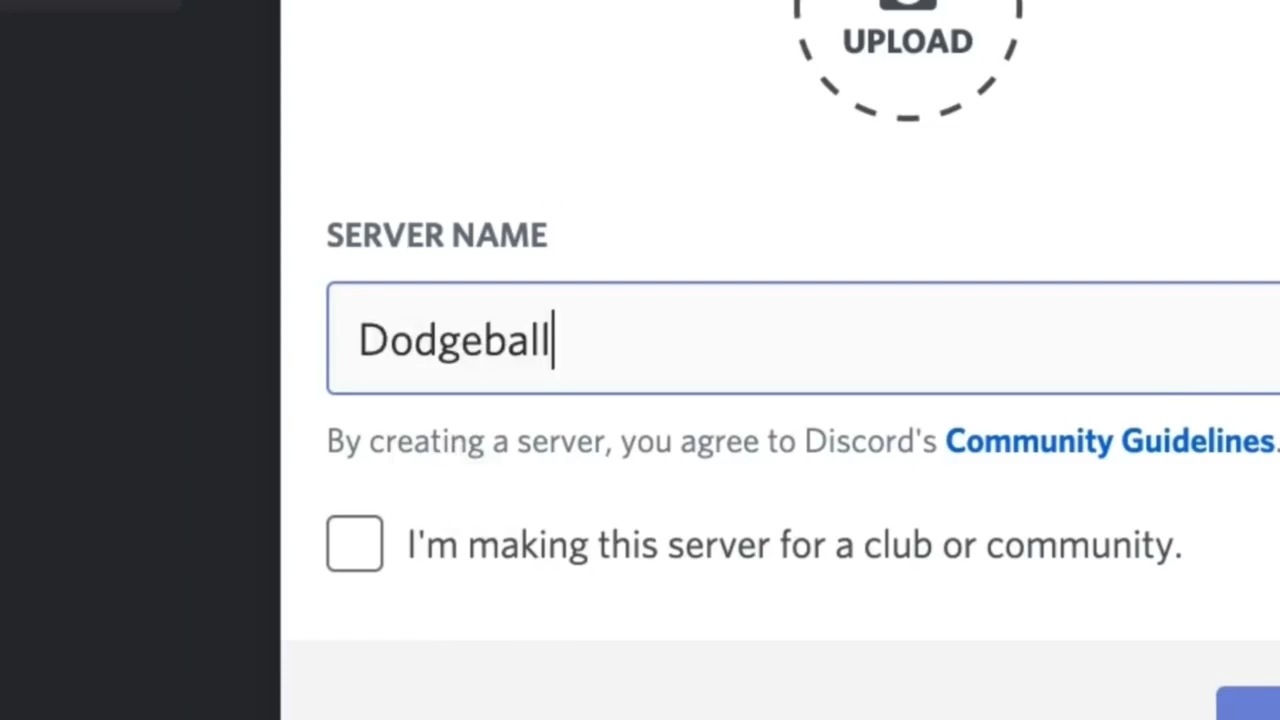 UPLOAD
SERVER NAME
Dodgeball
By creating a server, you agree to Discord's Community Guidelines.
I'm making this server for a club or community.